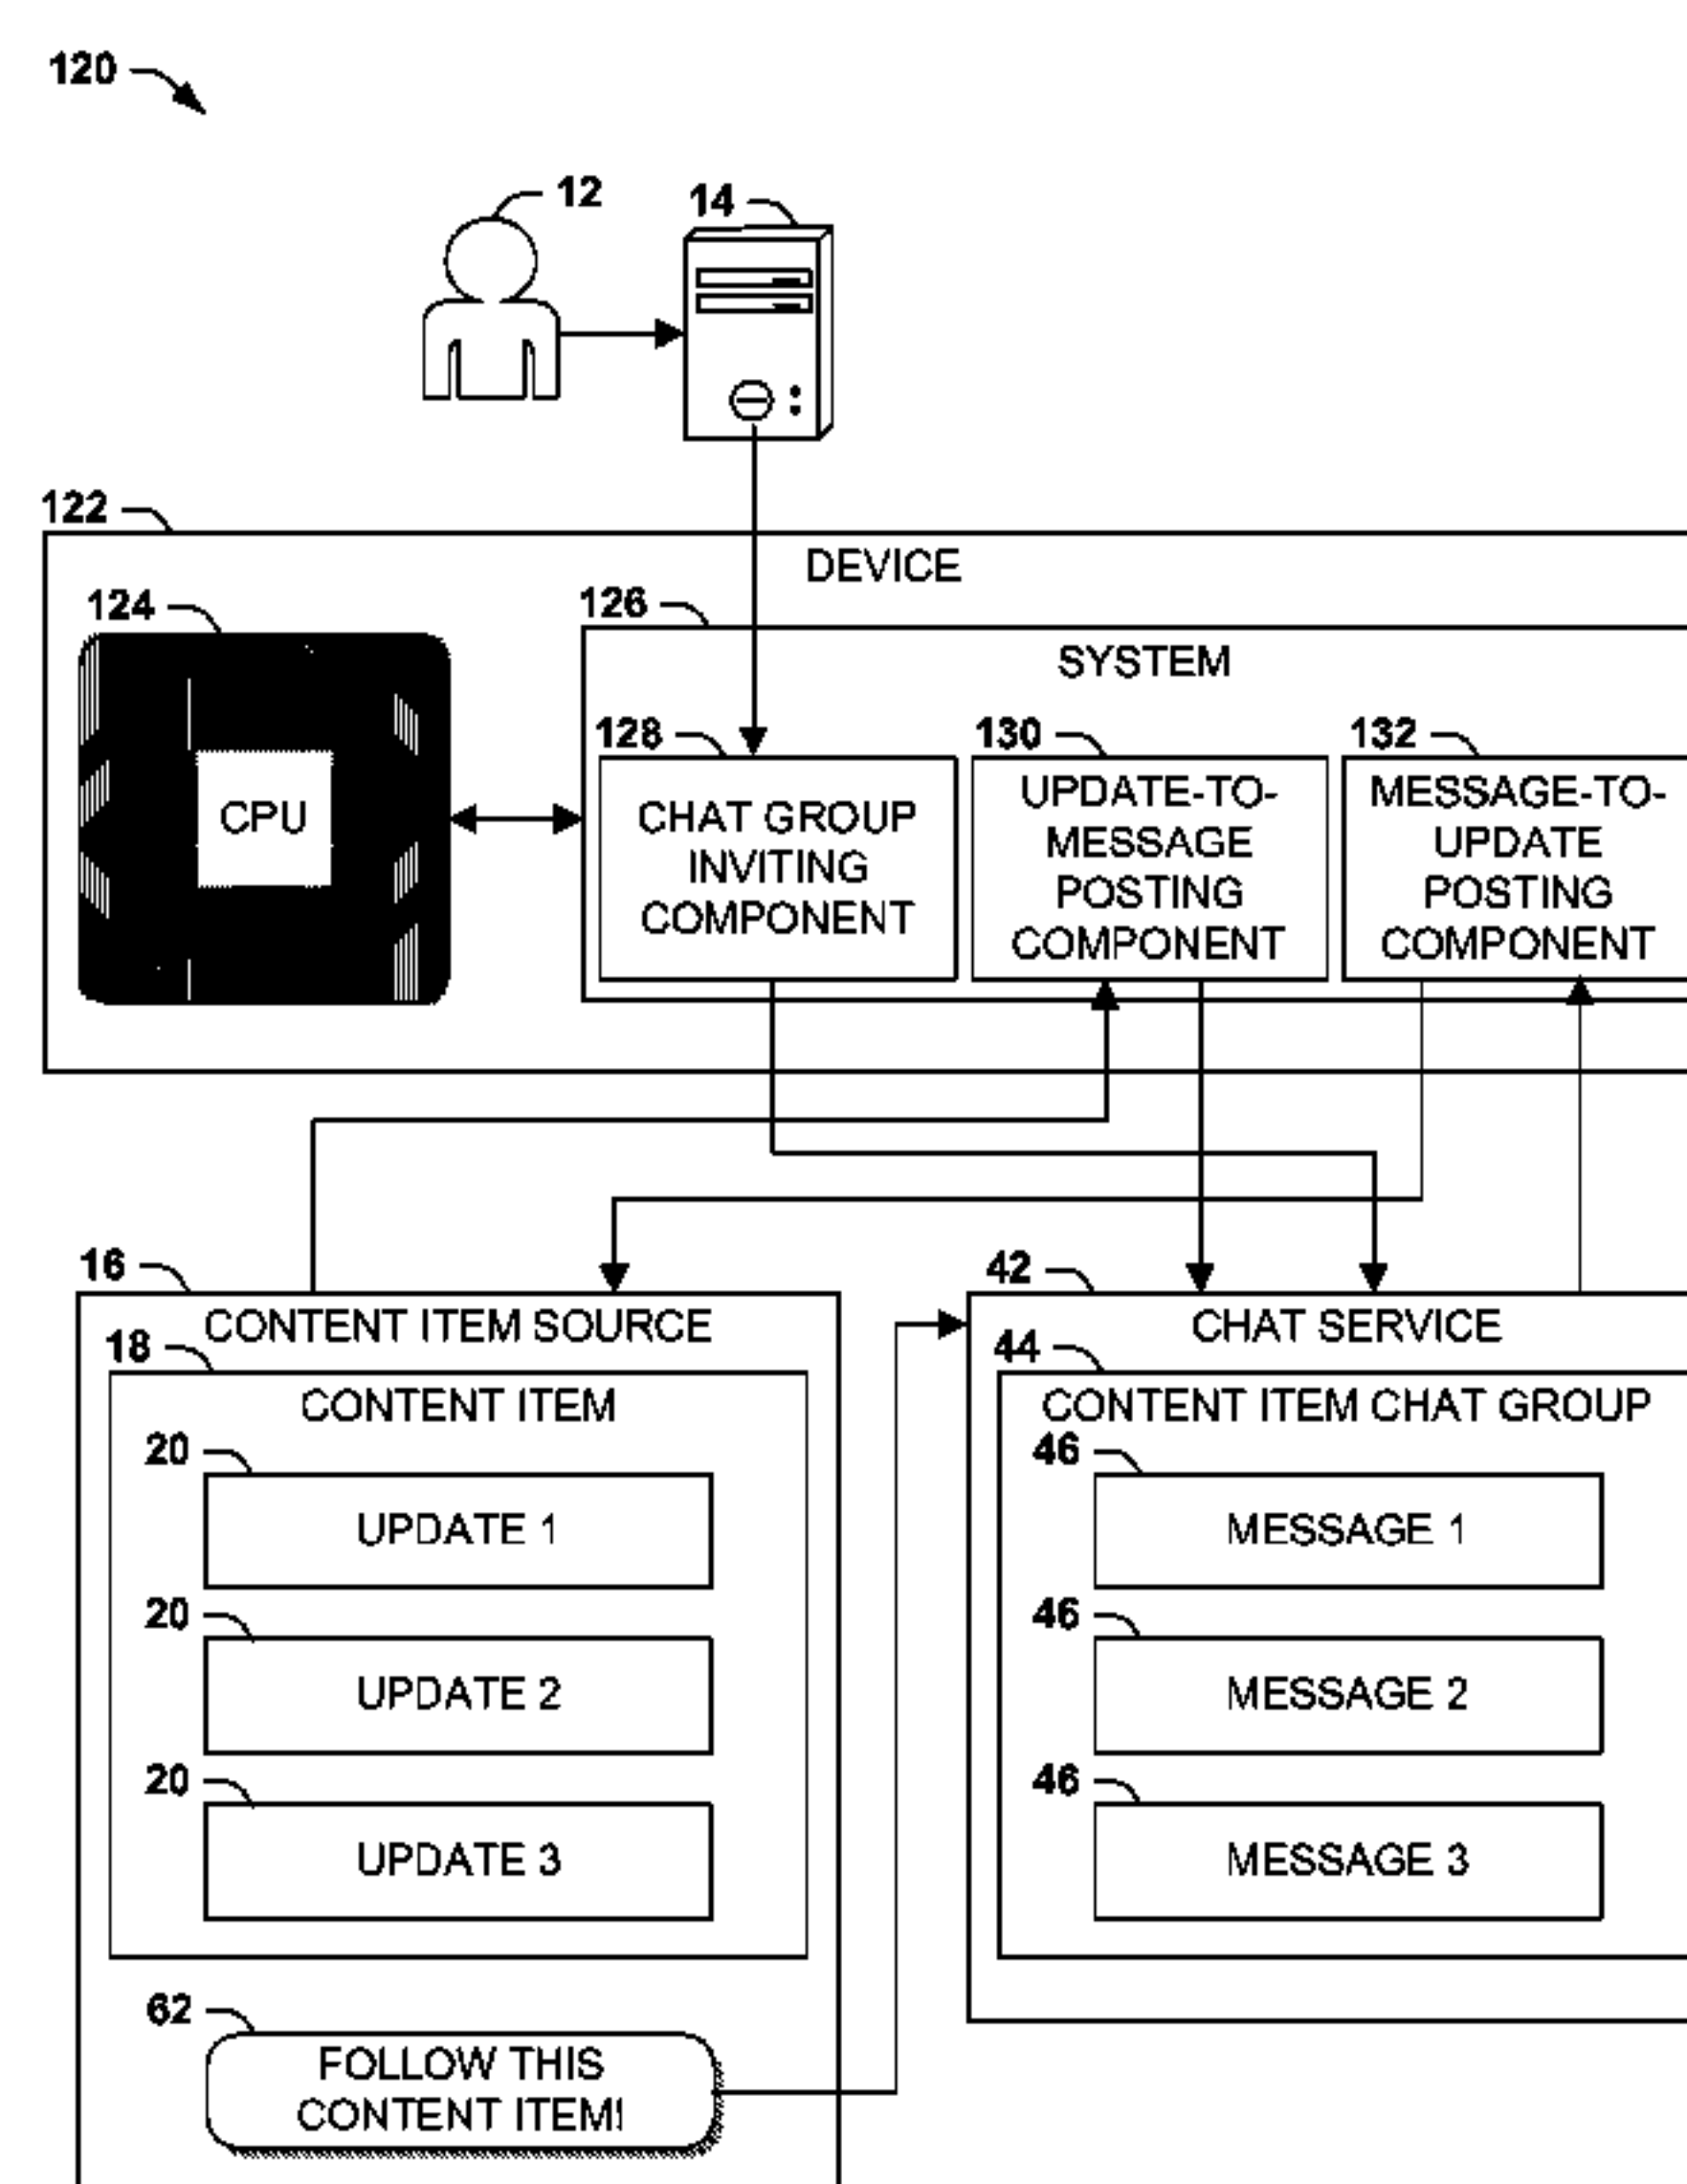 120
12
14
122
DEVICE
124
126
SYSTEM
CPU
128
130
132
CHAT GROUP
INVITING
COMPONENT
UPDATE-TO-
MESSAGE
POSTING
COMPONENT
MESSAGE-TO-
UPDATE
POSTING
COMPONENT
16
CONTENT ITEM SOURCE
18
CONTENT ITEM
20
UPDATE 1
20
UPDATE 2
20
UPDATE 3
62
FOLLOW THIS
CONTENT ITEM!
42
CHAT SERVICE
44
CONTENT ITEM CHAT GROUP
46
MESSAGE 1
46
MESSAGE 2
46
MESSAGE 3